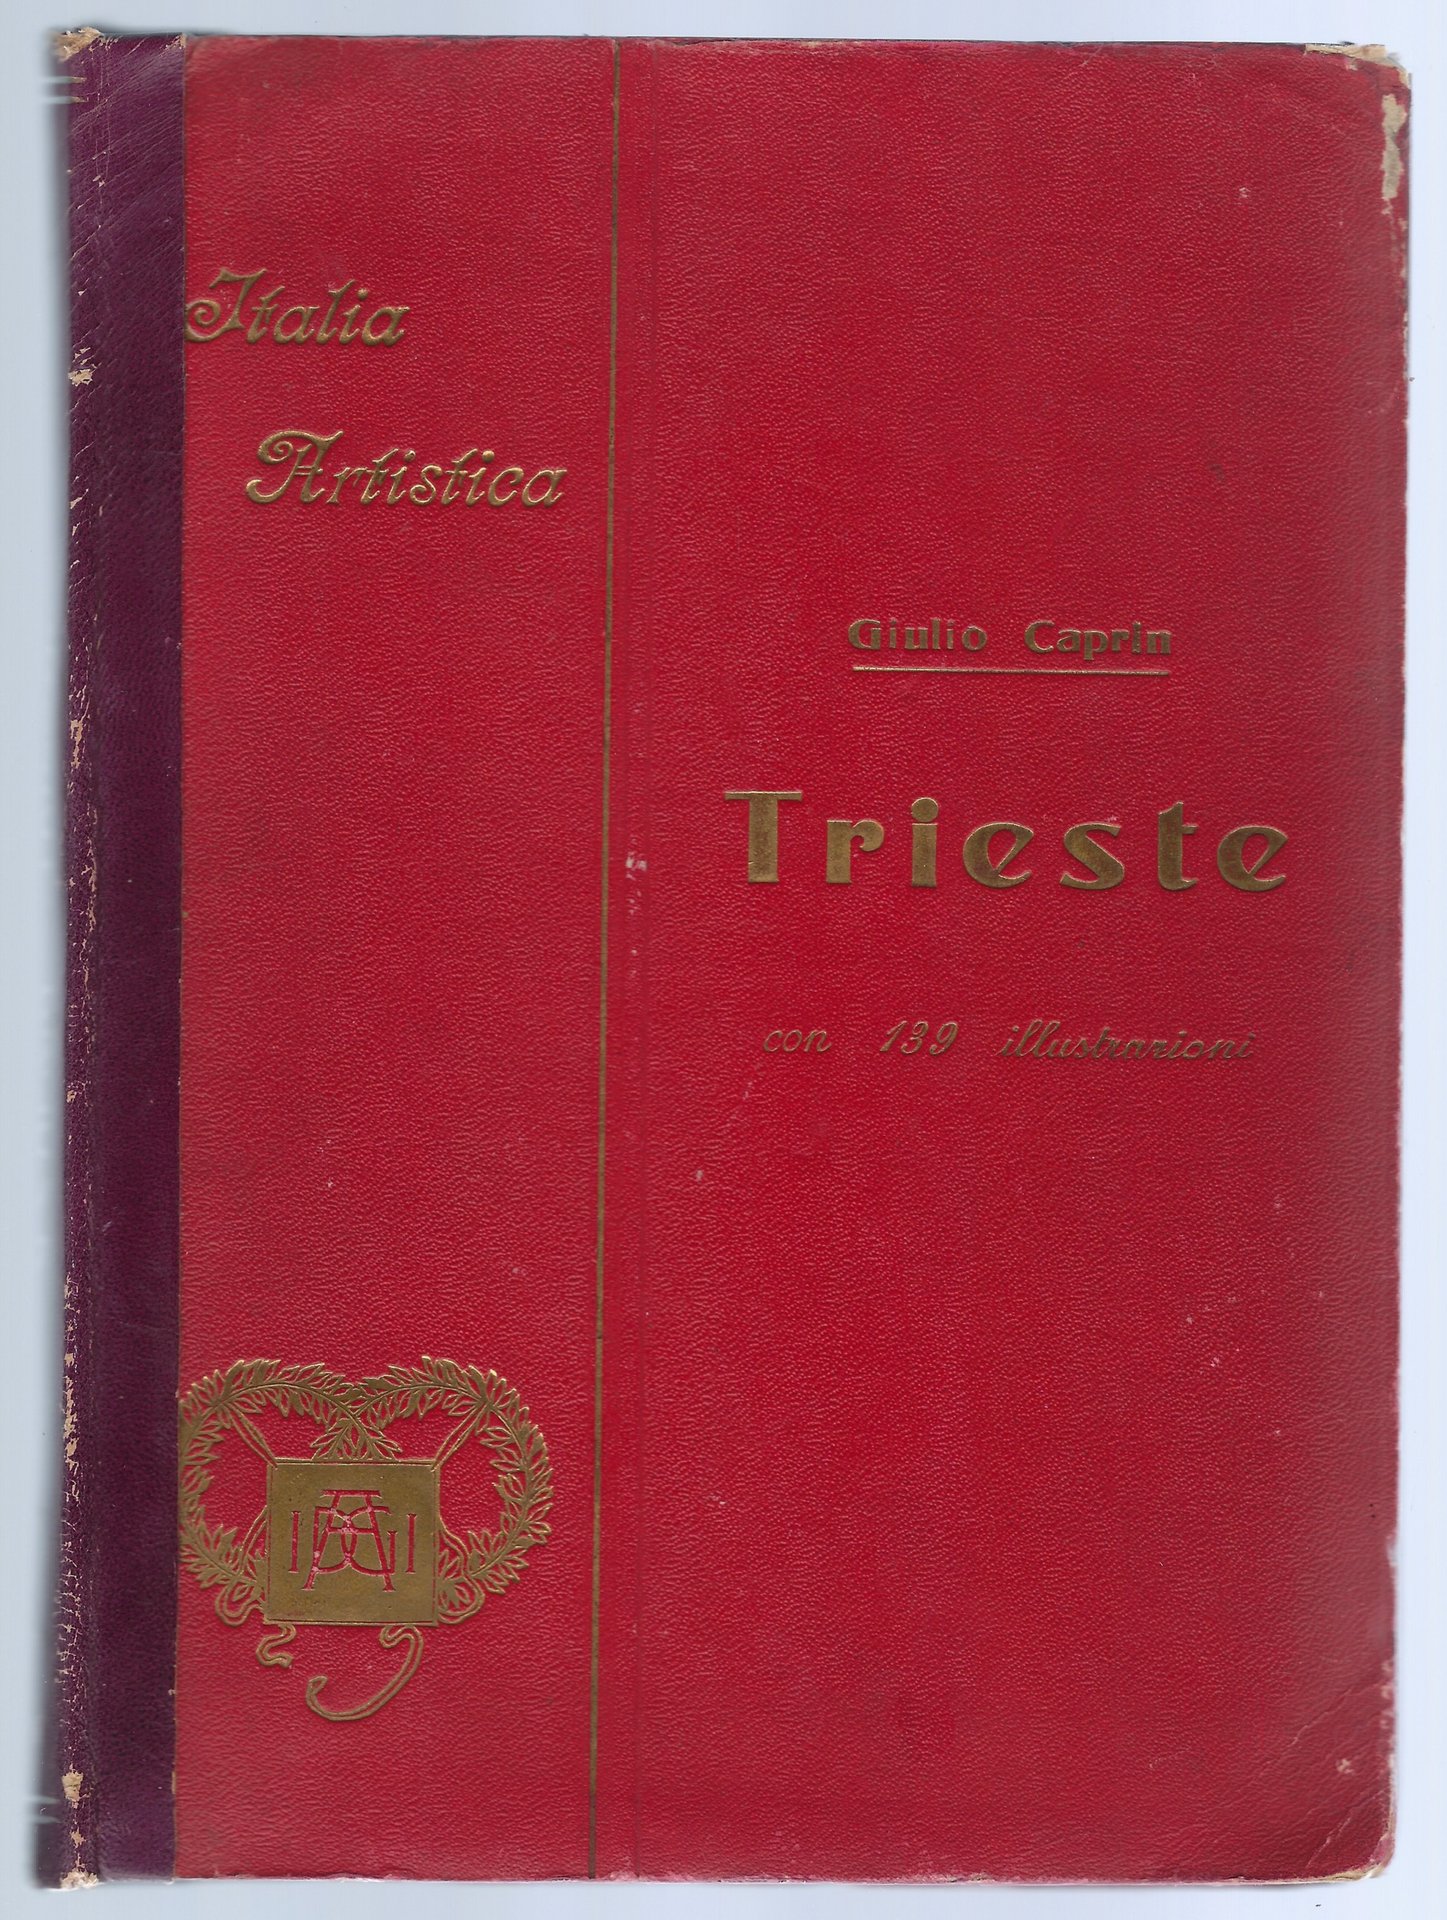 Italia
Artistica
Giulio Caprin
Trieste
con 139 illustrazioni